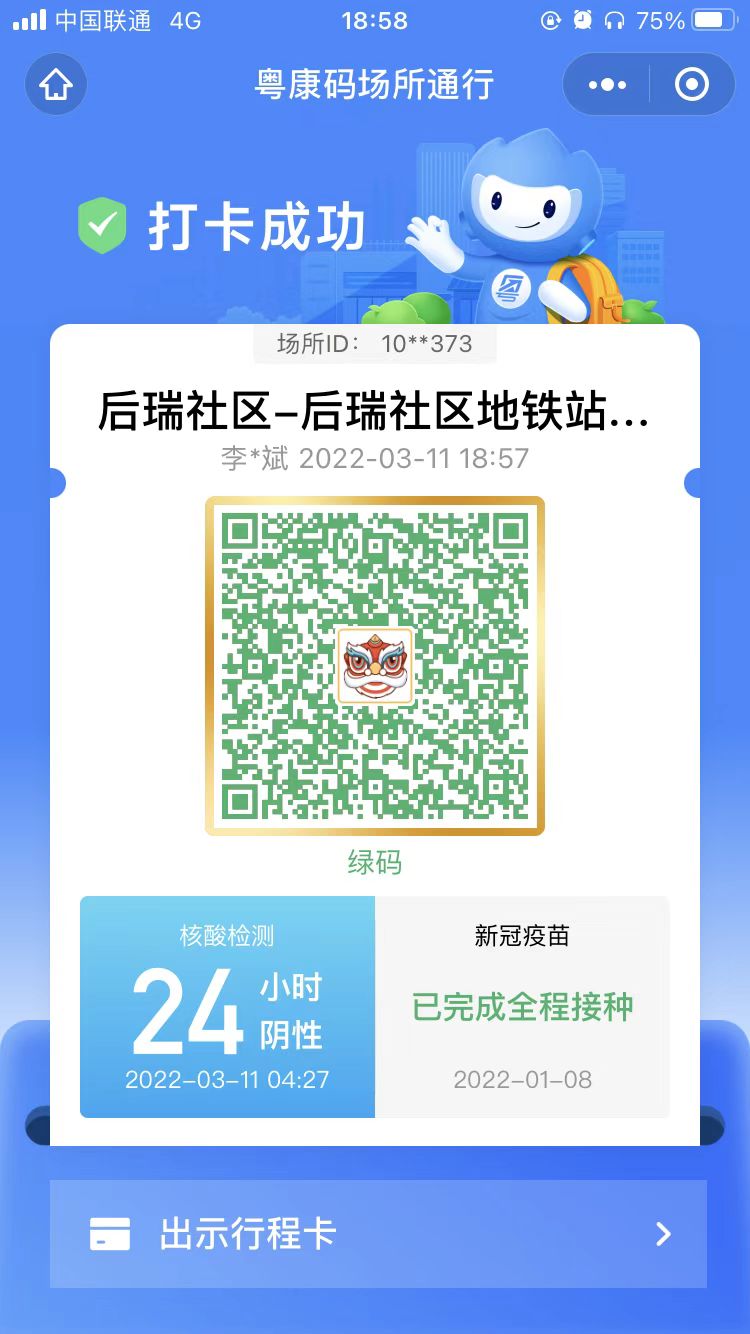 中国联通 4G 18:58 75%
粤康码场所通行
打卡成功
场所ID： 10**373
后瑞社区–后瑞社区地铁站...
李*斌 2022-03-11 18:57
绿码
核酸检测
24 小时
阴性
2022–03–11 04:27
新冠疫苗
已完成全程接种
2022–01–08
出示行程卡